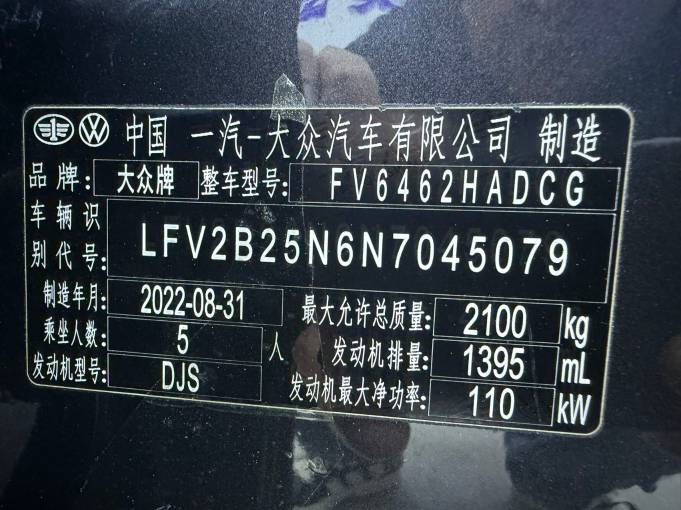 中国 一汽-大众汽车有限公司 制造
品牌: 大众牌 整车型号: FV6462HADCG
车辆识别代号: LFV2B25N6N7045079
制造年月: 2022-08-31 最大允许总质量: 2100 kg
乘坐人数: 5 人 发动机排量: 1395 mL
发动机型号: DJS 发动机最大净功率: 110 kW